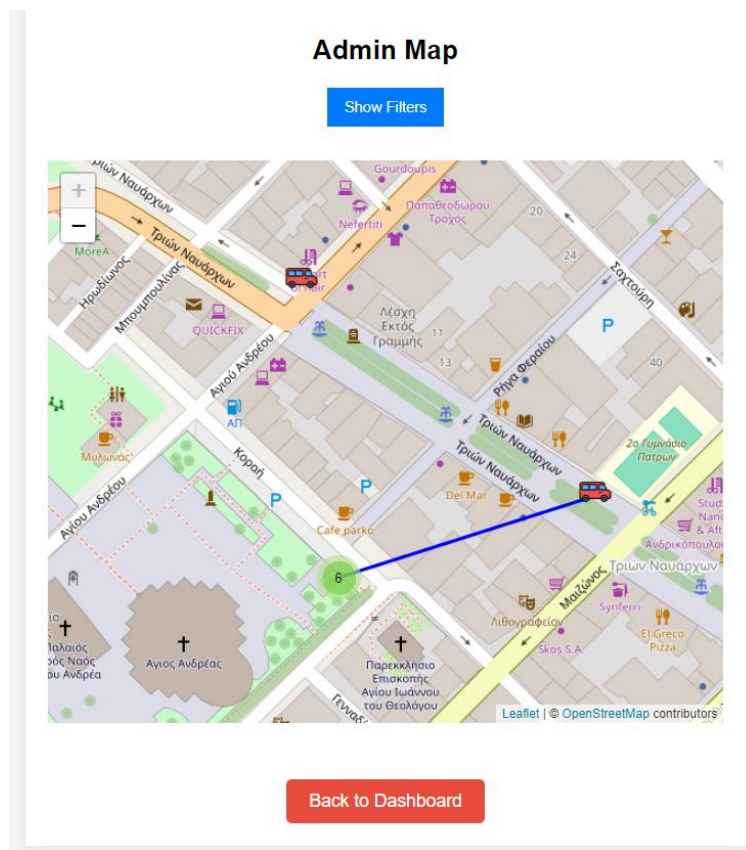 Admin Map
Show Filters
+
−
Τριών Ναυάρχων
Gourdoupis
Παπαθεοδωρου
Τροχός
Nefertiti
20
MoreA
Τριών Ναυάρχων
Ηρωδίωνος
Μπουμπουλίνας
24
Σαχτούρη
QUICKFIX
Λέσχη
Εκτός
Γραμμής
11
13
P
Ρήγα Φεραίου
40
Αγίου Ανδρέου
ΑΠ
Τριών Ναυάρχων
2ο Γυμνάσιο
Πατρών
Μυλωνάς
Κοραή
Τριών Ναυάρχων
P
P
Del Mar
Αγίου Ανδρέου
Cafe parko
Ανδρικόπουλο
Τριών Ναυάρχων
6
Μαιζώνος
Λιθογραφείον
Synferri
Skos S.A.
El Greco
Pizza
Άγιος Ανδρέας
Παρεκκλήσιο
Επισκοπής
Αγίου Ιωάννου
του Θεολόγου
Leaflet | © OpenStreetMap contributors
Back to Dashboard